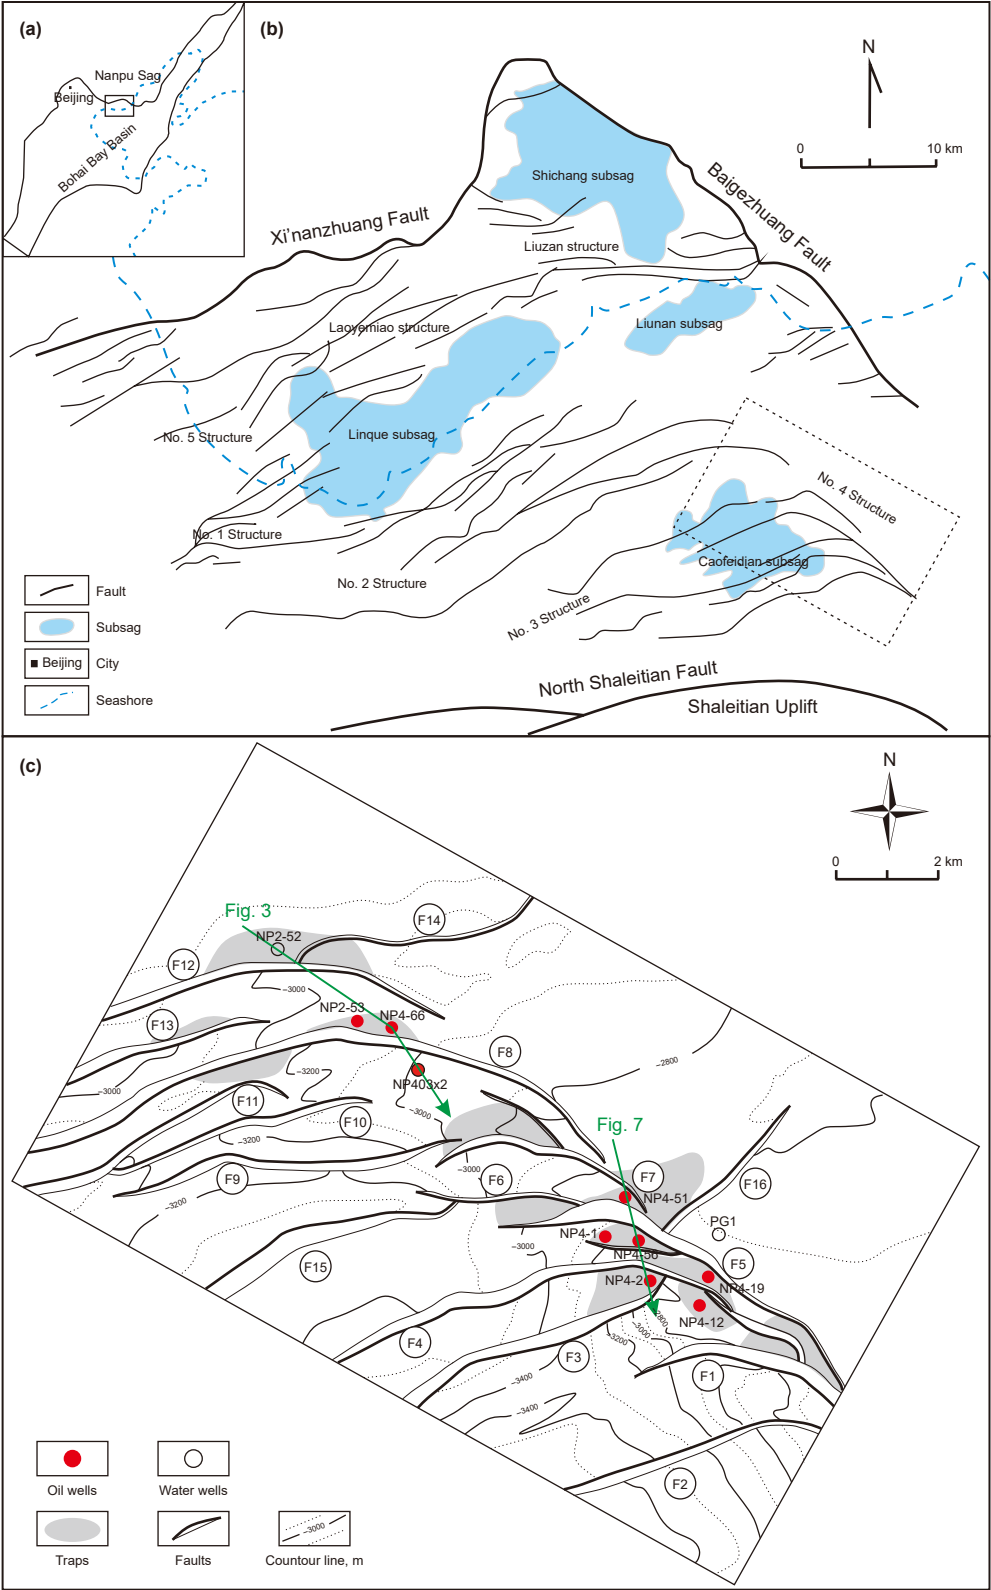 (a)
Nanpu Sag
Beijing
Bohai Bay Basin
(b)
N
0 10 km
Shichang subsag
Baigezhuang Fault
Xi'nanzhuang Fault
Liuzan structure
Laoyemiao structure
Liunan subsag
No. 5 Structure
Linque subsag
No. 4 Structure
No. 1 Structure
Caofeidian subsag
No. 2 Structure
No. 3 Structure
Fault
Subsag
Beijing City
Seashore
North Shaleitian Fault
Shaleitian Uplift
(c)
N
0 2 km
Fig. 3
F14
NP2-52
F12
−3000
NP2-53
NP4-66
F13
F8
−2800
−3200
NP403x2
−3000
F11
−3000
F10
Fig. 7
−3200
−3000
F9
F6
F7
F16
−3200
NP4-51
PG1
NP4-1
−3000
NP4-56
F15
F5
NP4-2
NP4-19
−2800
NP4-12
−3000
−3200
F4
F3
F1
−3400
−3400
F2
Oil wells
Water wells
−3000
Traps
Faults
Countour line, m